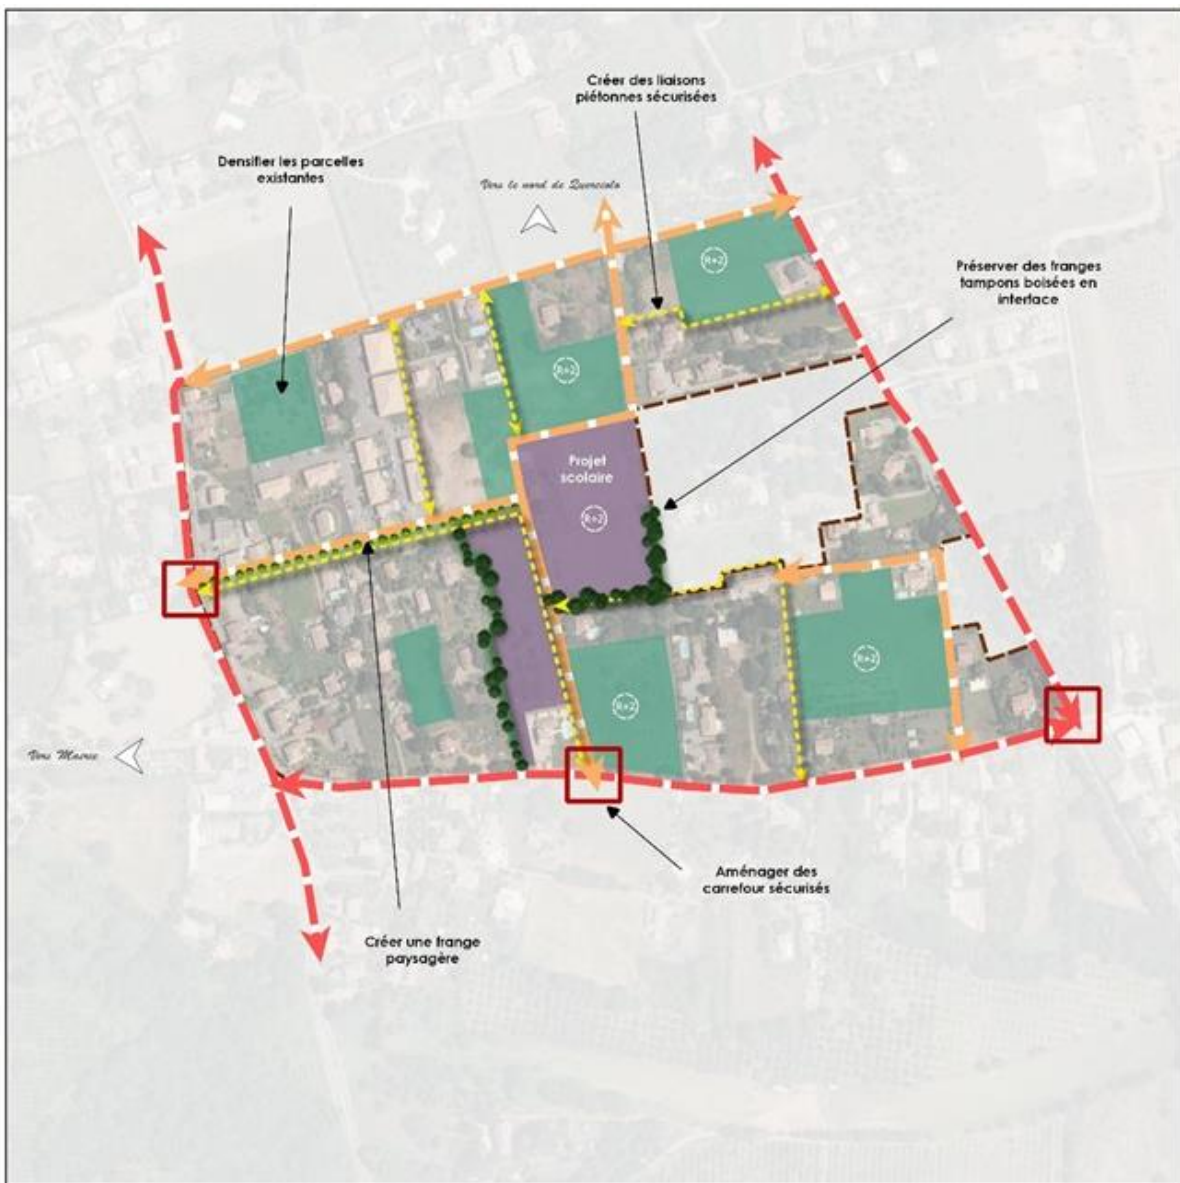 Créer des liaisons
piétonnes sécurisées
Densifier les parcelles
existantes
Vers le nord de Querciolo
R+2
Préserver des franges
tampons boisées en
interface
R+2
Projet
scolaire
R+2
R+2
R+2
Vers Mairie
Aménager des
carrefour sécurisés
Créer une frange
paysagère